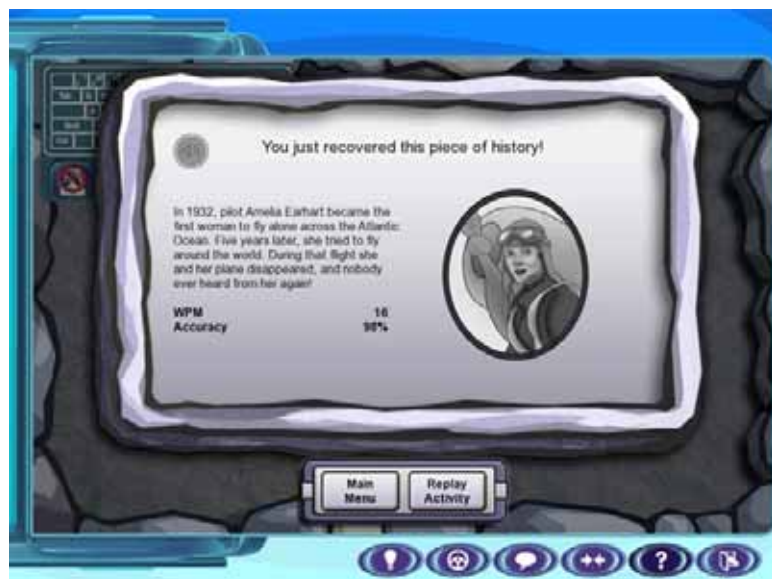 You just recovered this piece of history!
In 1932, pilot Amelia Earhart became the
first woman to fly alone across the Atlantic
Ocean. Five years later, she tried to fly
around the world. During that flight she
and her plane disappeared, and nobody
ever heard from her again!
WPM 16
Accuracy 98%
Main
Menu
Replay
Activity
?